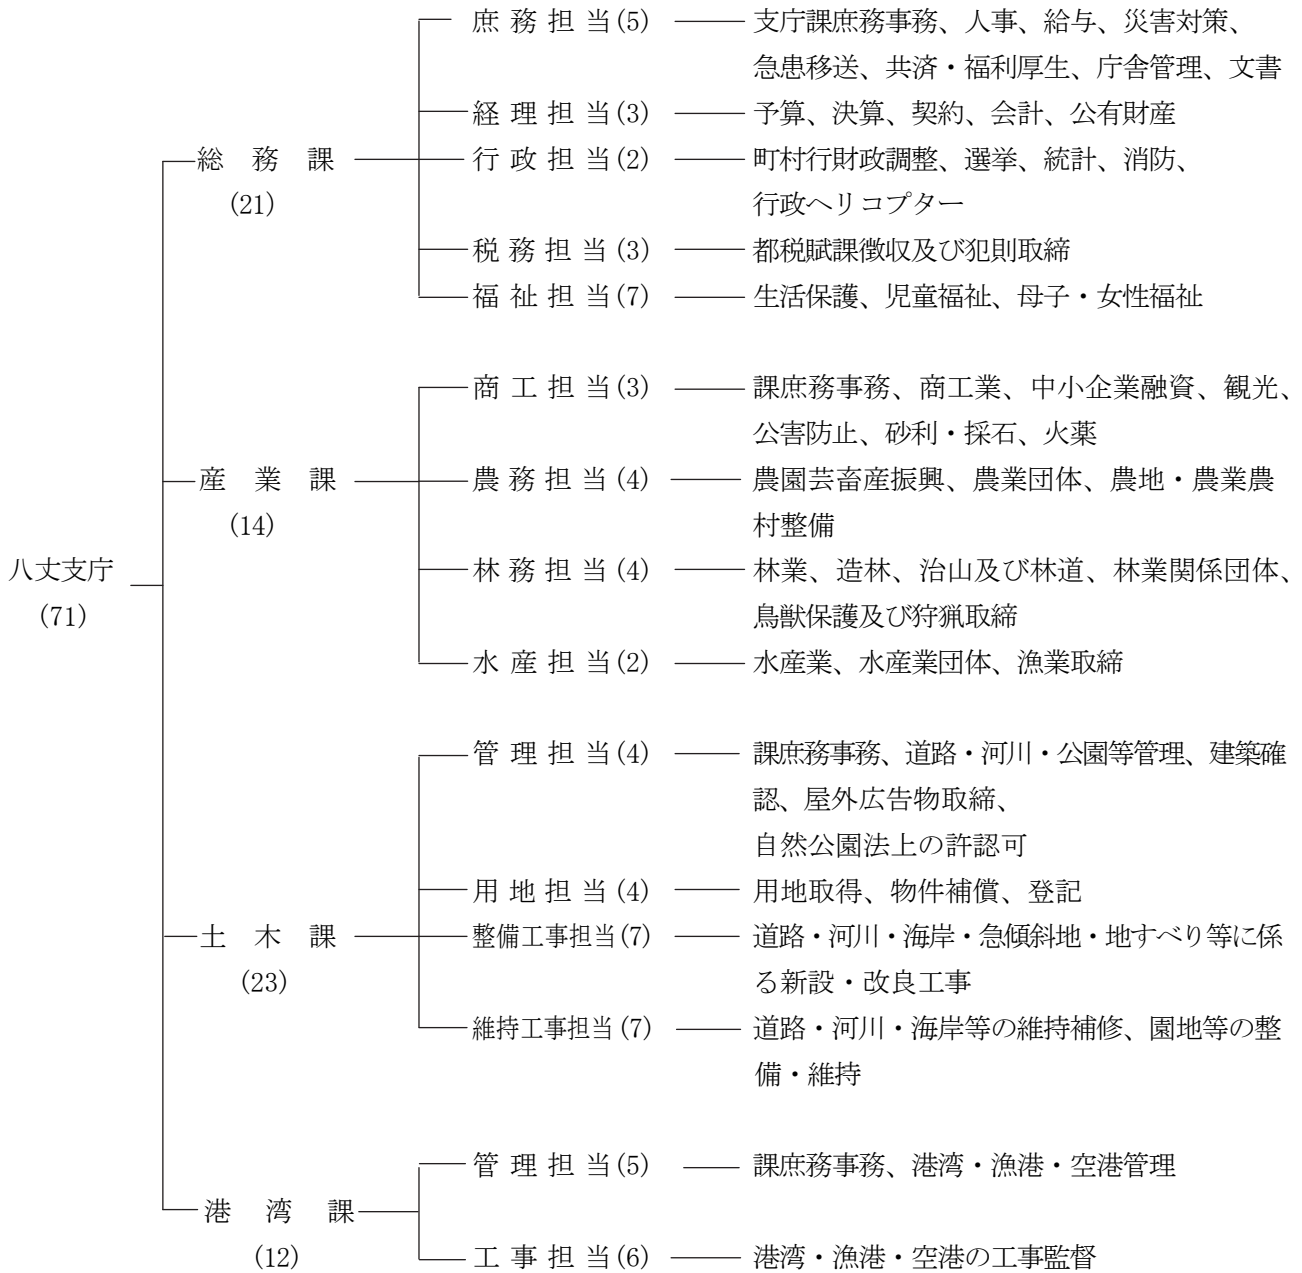 庶務担当(5) 支庁課庶務事務、人事、給与、災害対策、
急患移送、共済・福利厚生、庁舎管理、文書
経理担当(3) 予算、決算、契約、会計、公有財産
総務課 行政担当(2) 町村行財政調整、選挙、統計、消防、
(21) 行政ヘリコプター
税務担当(3) 都税賦課徴収及び犯則取締
福祉担当(7) 生活保護、児童福祉、母子・女性福祉
商工担当(3) 課庶務事務、商工業、中小企業融資、観光、
公害防止、砂利・採石、火薬
産業課 農務担当(4) 農園芸畜産振興、農業団体、農地・農業農
(14) 村整備
八丈支庁 林務担当(4) 林業、造林、治山及び林道、林業関係団体、
(71) 鳥獣保護及び狩猟取締
水産担当(2) 水産業、水産業団体、漁業取締
管理担当(4) 課庶務事務、道路・河川・公園等管理、建築確
認、屋外広告物取締、
自然公園法上の許認可
用地担当(4) 用地取得、物件補償、登記
土木課 整備工事担当(7) 道路・河川・海岸・急傾斜地・地すべり等に係
(23) る新設・改良工事
維持工事担当(7) 道路・河川・海岸等の維持補修、園地等の整
備・維持
管理担当(5) 課庶務事務、港湾・漁港・空港管理
港湾課
(12) 工事担当(6) 港湾・漁港・空港の工事監督